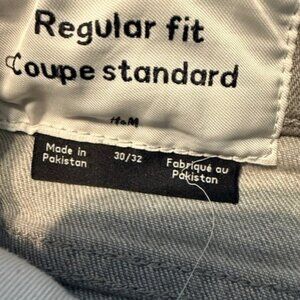 Regular fit
Coupe standard
H&M
Made in
Pakistan
30/32
Fabriqué au
Pakistan